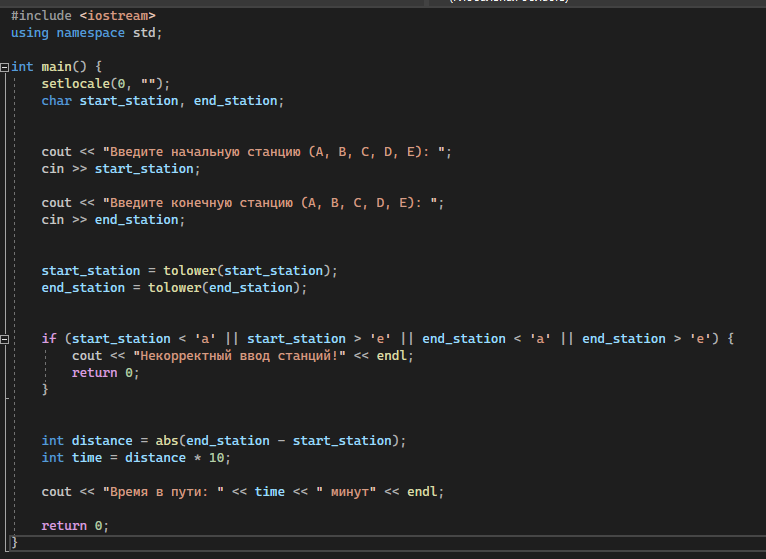 #include <iostream>
using namespace std;
int main() {
setlocale(0, "");
char start_station, end_station;
cout << "Введите начальную станцию (A, B, C, D, E): ";
cin >> start_station;
cout << "Введите конечную станцию (A, B, C, D, E): ";
cin >> end_station;
start_station = tolower(start_station);
end_station = tolower(end_station);
if (start_station < 'a' || start_station > 'e' || end_station < 'a' || end_station > 'e') {
cout << "Некорректный ввод станций!" << endl;
return 0;
}
int distance = abs(end_station - start_station);
int time = distance * 10;
cout << "Время в пути: " << time << " минут" << endl;
return 0;
}